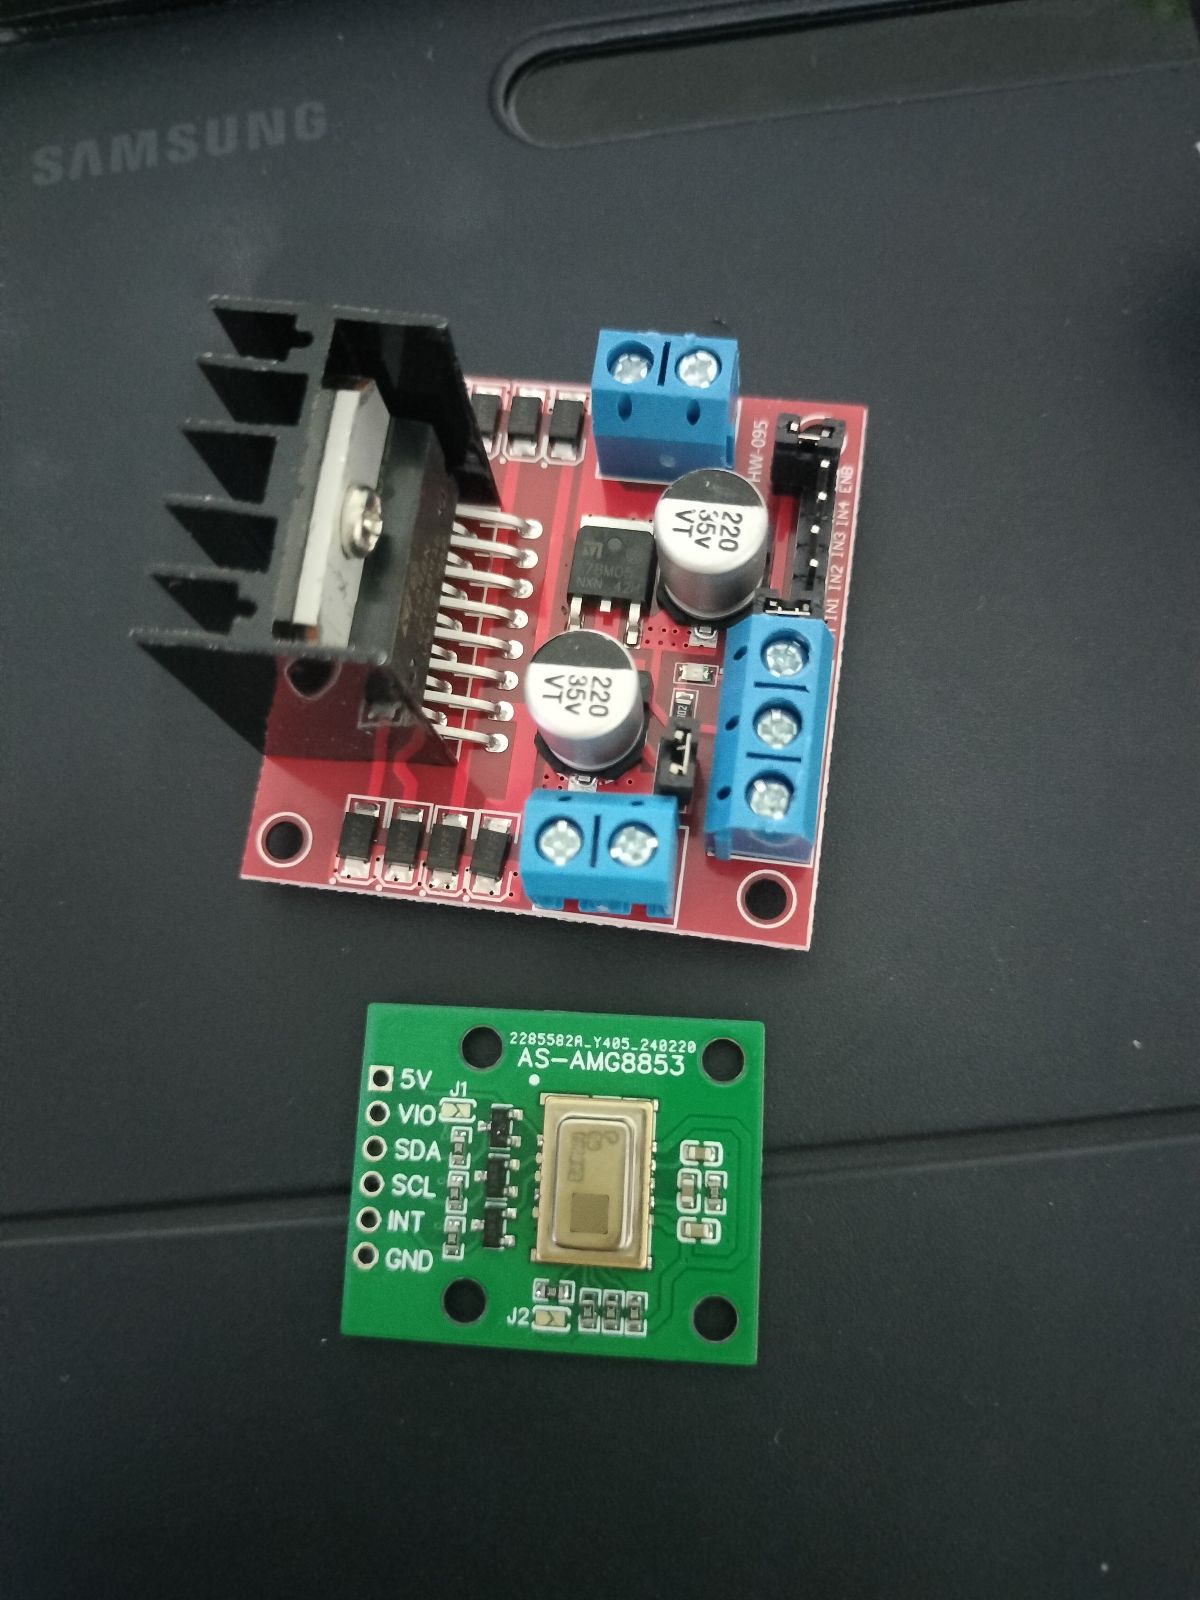 SAMSUNG
HW-095
IN1 IN2 IN3 IN4 ENB
220
35V
VT
78M05
220
35V
VT
2285582A_Y405_240220
AS-AMG8853
5V
J1
VIO
SDA
SCL
INT
GND
J2